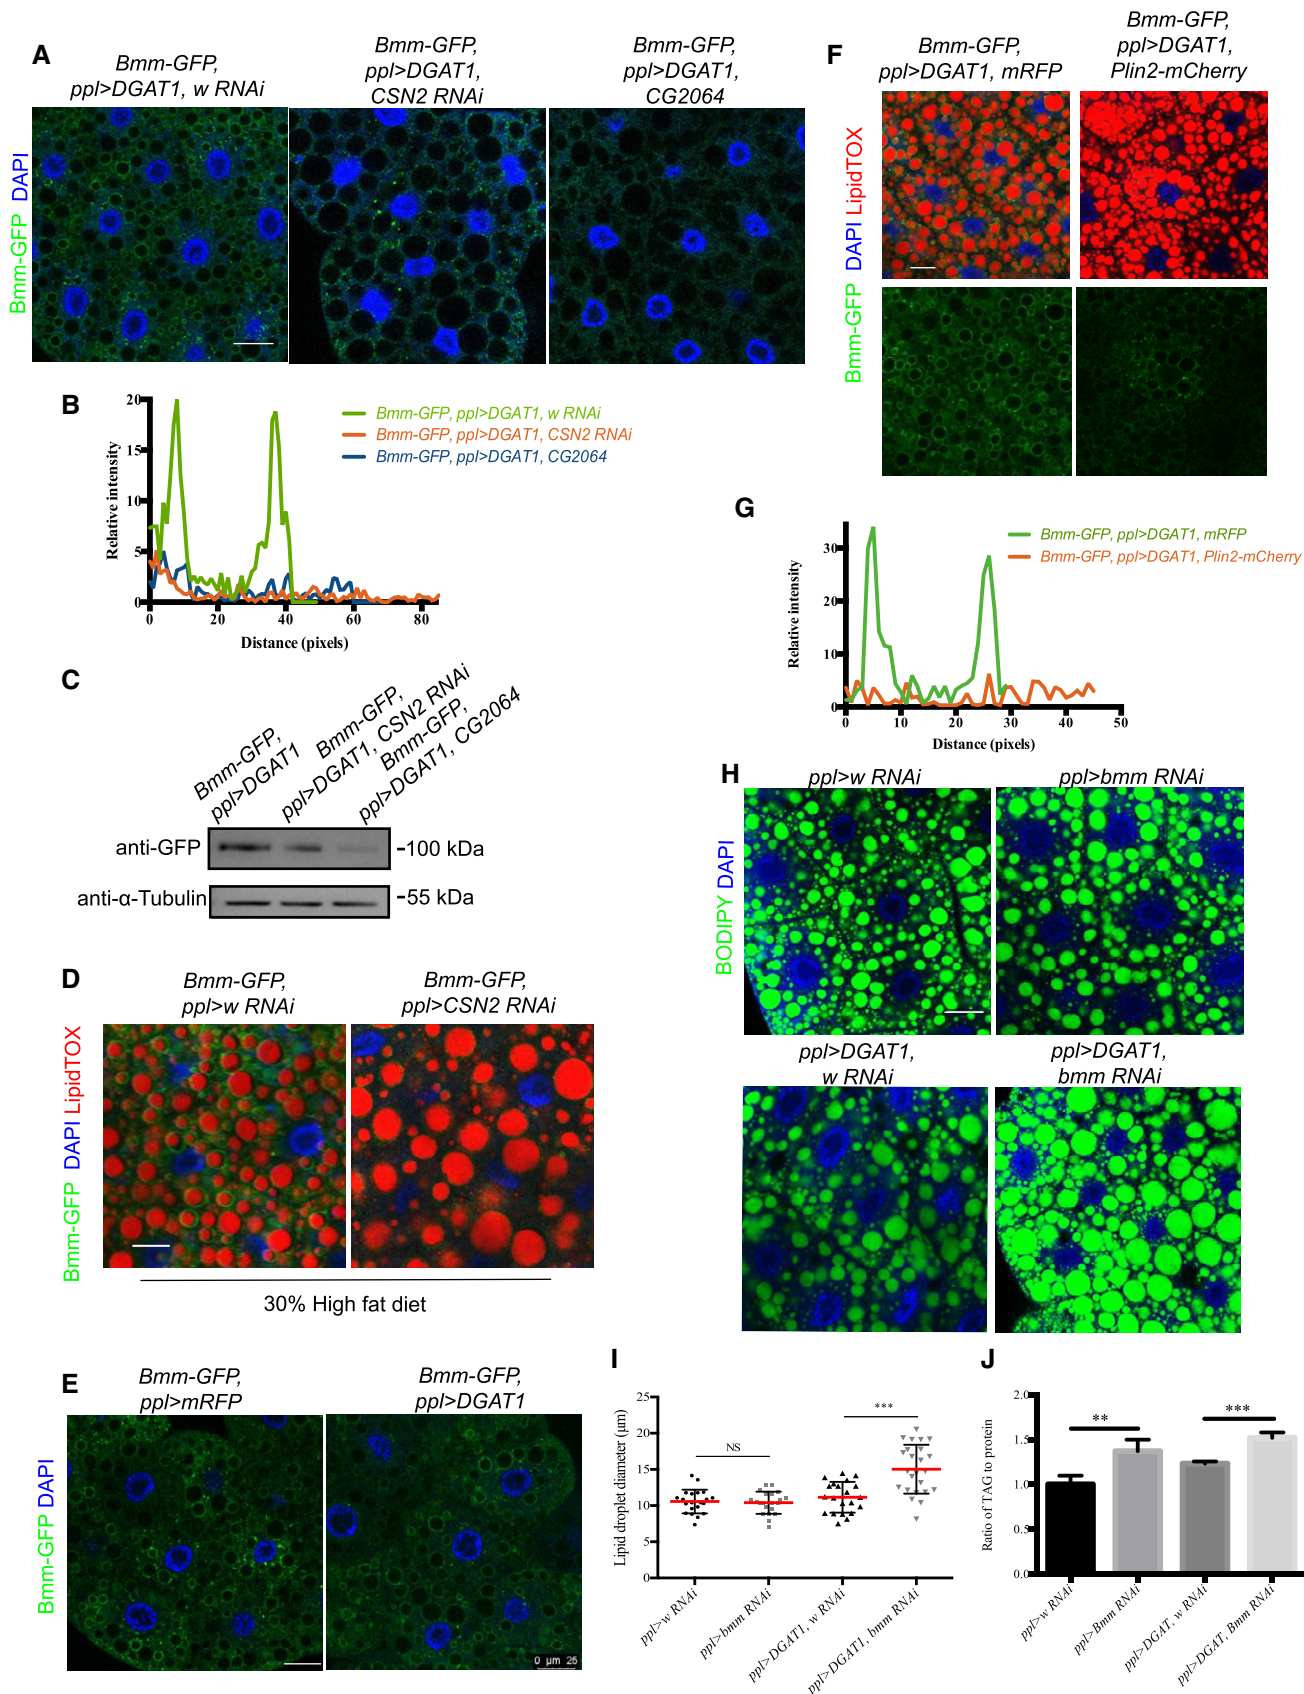 A
Bmm-GFP,
ppl>DGAT1, w RNAi
Bmm-GFP,
ppl>DGAT1,
CSN2 RNAi
Bmm-GFP,
ppl>DGAT1,
CG2064
Bmm-GFP DAPI
B
Relative intensity
20
15
10
5
0
0
20
40
60
80
Distance (pixels)
Bmm-GFP, ppl>DGAT1, w RNAi
Bmm-GFP, ppl>DGAT1, CSN2 RNAi
Bmm-GFP, ppl>DGAT1, CG2064
C
Bmm-GFP,
ppl>DGAT1
Bmm-GFP,
ppl>DGAT1, CSN2 RNAi
Bmm-GFP,
ppl>DGAT1, CG2064
anti-GFP
-100 kDa
anti-α-Tubulin
-55 kDa
D
Bmm-GFP,
ppl>w RNAi
Bmm-GFP,
ppl>CSN2 RNAi
Bmm-GFP DAPI LipidTOX
30% High fat diet
E
Bmm-GFP,
ppl>mRFP
Bmm-GFP,
ppl>DGAT1
Bmm-GFP DAPI
0 µm 25
F
Bmm-GFP,
ppl>DGAT1, mRFP
Bmm-GFP,
ppl>DGAT1,
Plin2-mCherry
Bmm-GFP DAPI LipidTOX
G
Relative intensity
30
20
10
0
0
10
20
30
40
50
Distance (pixels)
Bmm-GFP, ppl>DGAT1, mRFP
Bmm-GFP, ppl>DGAT1, Plin2-mCherry
H
ppl>w RNAi
ppl>bmm RNAi
BODIPY DAPI
ppl>DGAT1,
w RNAi
ppl>DGAT1,
bmm RNAi
I
Lipid droplet diameter (µm)
25
20
15
10
5
0
NS
***
ppl>w RNAi
ppl>bmm RNAi
ppl>DGAT1, w RNAi
ppl>DGAT1, bmm RNAi
J
Ratio of TAG to protein
2.0
1.5
1.0
0.5
0.0
**
***
ppl>w RNAi
ppl>Bmm RNAi
ppl>DGAT, w RNAi
ppl>DGAT, Bmm RNAi